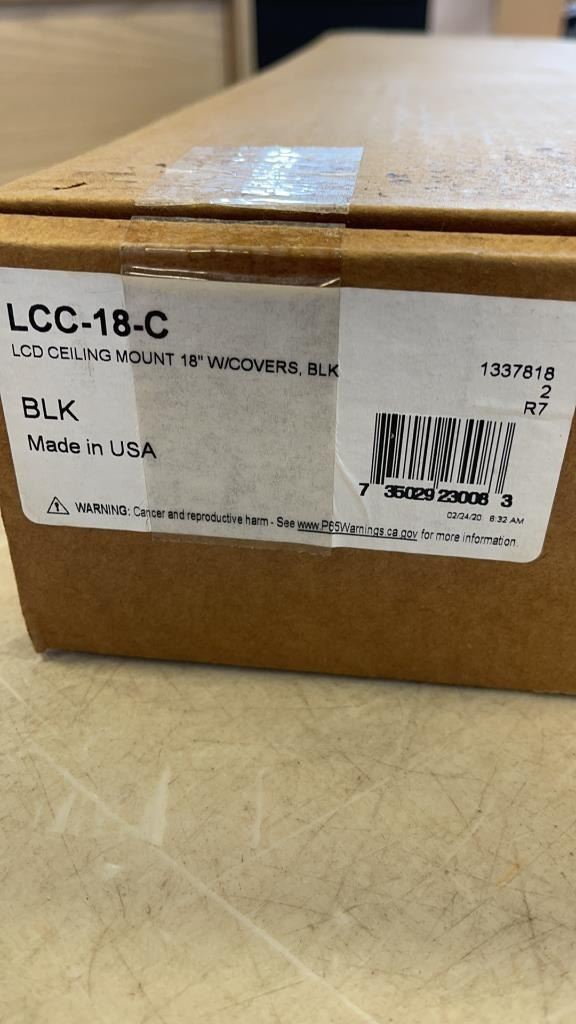 LCC-18-C
LCD CEILING MOUNT 18" W/COVERS, BLK
1337818
2
R7
BLK
Made in USA
7 35029 23008 3
02/24/20 6:32 AM
WARNING: Cancer and reproductive harm - See www.P65Warnings.ca.gov for more information.